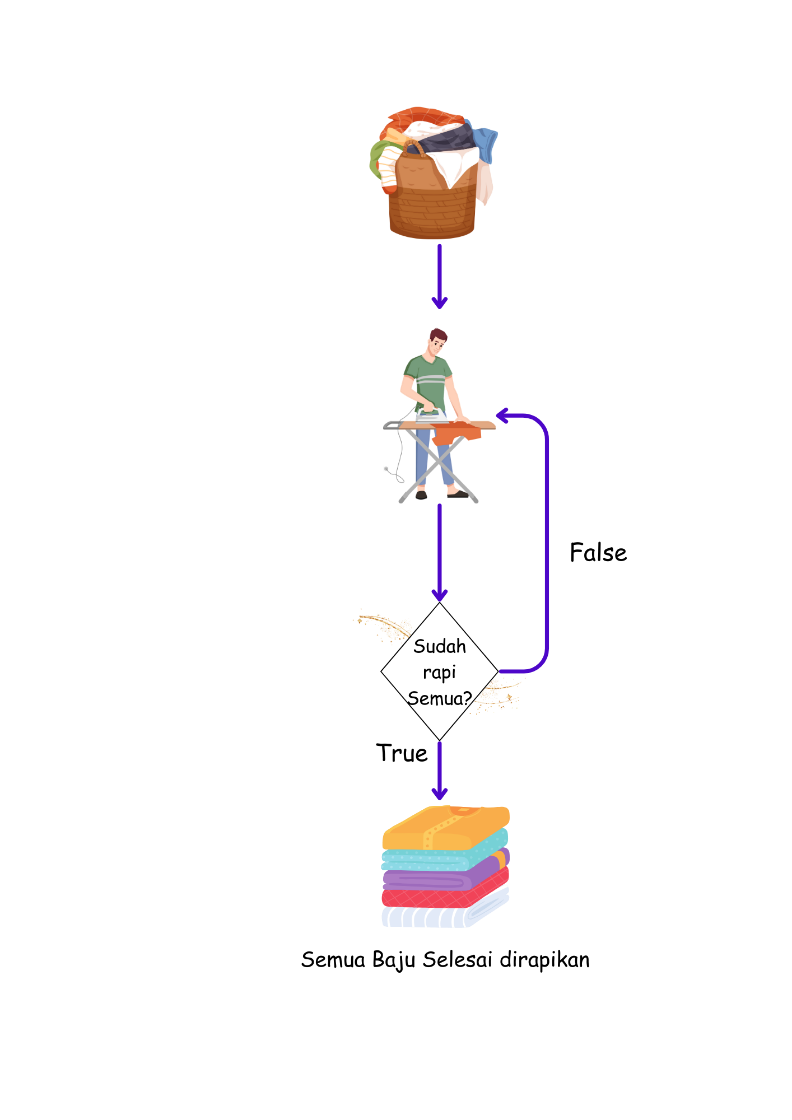 False
Sudah
rapi
Semua?
True
Semua Baju Selesai dirapikan